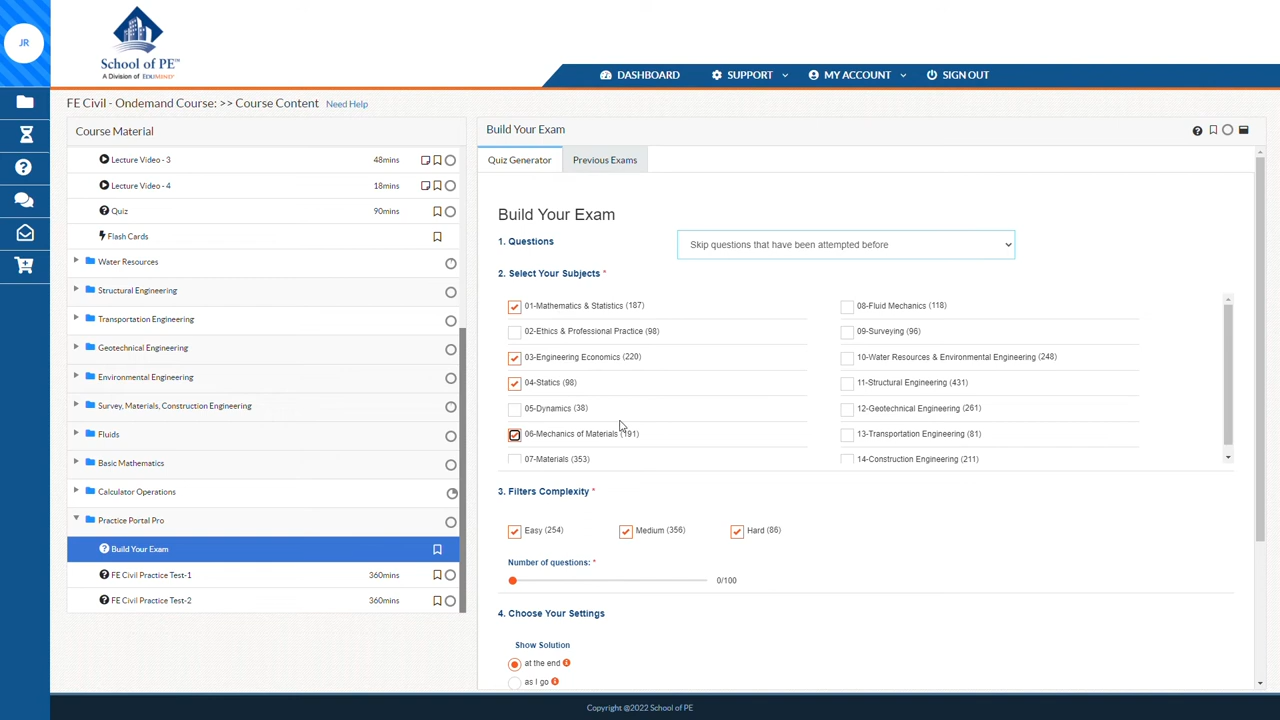 JR
School of PE™
A Division of EDUMIND®
DASHBOARD
SUPPORT
MY ACCOUNT
SIGN OUT
FE Civil - Ondemand Course: >> Course Content Need Help
Course Material
Lecture Video - 3 48mins
Lecture Video - 4 18mins
Quiz 90mins
Flash Cards
Water Resources
Structural Engineering
Transportation Engineering
Geotechnical Engineering
Environmental Engineering
Survey, Materials, Construction Engineering
Fluids
Basic Mathematics
Calculator Operations
Practice Portal Pro
Build Your Exam
FE Civil Practice Test-1 360mins
FE Civil Practice Test-2 360mins
Build Your Exam
Quiz Generator Previous Exams
Build Your Exam
1. Questions Skip questions that have been attempted before
2. Select Your Subjects *
01-Mathematics & Statistics (187)
02-Ethics & Professional Practice (98)
03-Engineering Economics (220)
04-Statics (98)
05-Dynamics (38)
06-Mechanics of Materials (191)
07-Materials (353)
08-Fluid Mechanics (118)
09-Surveying (96)
10-Water Resources & Environmental Engineering (248)
11-Structural Engineering (431)
12-Geotechnical Engineering (261)
13-Transportation Engineering (81)
14-Construction Engineering (211)
3. Filters Complexity *
Easy (254) Medium (356) Hard (86)
Number of questions: *
0/100
4. Choose Your Settings
Show Solution
at the end
as I go
Copyright @2022 School of PE